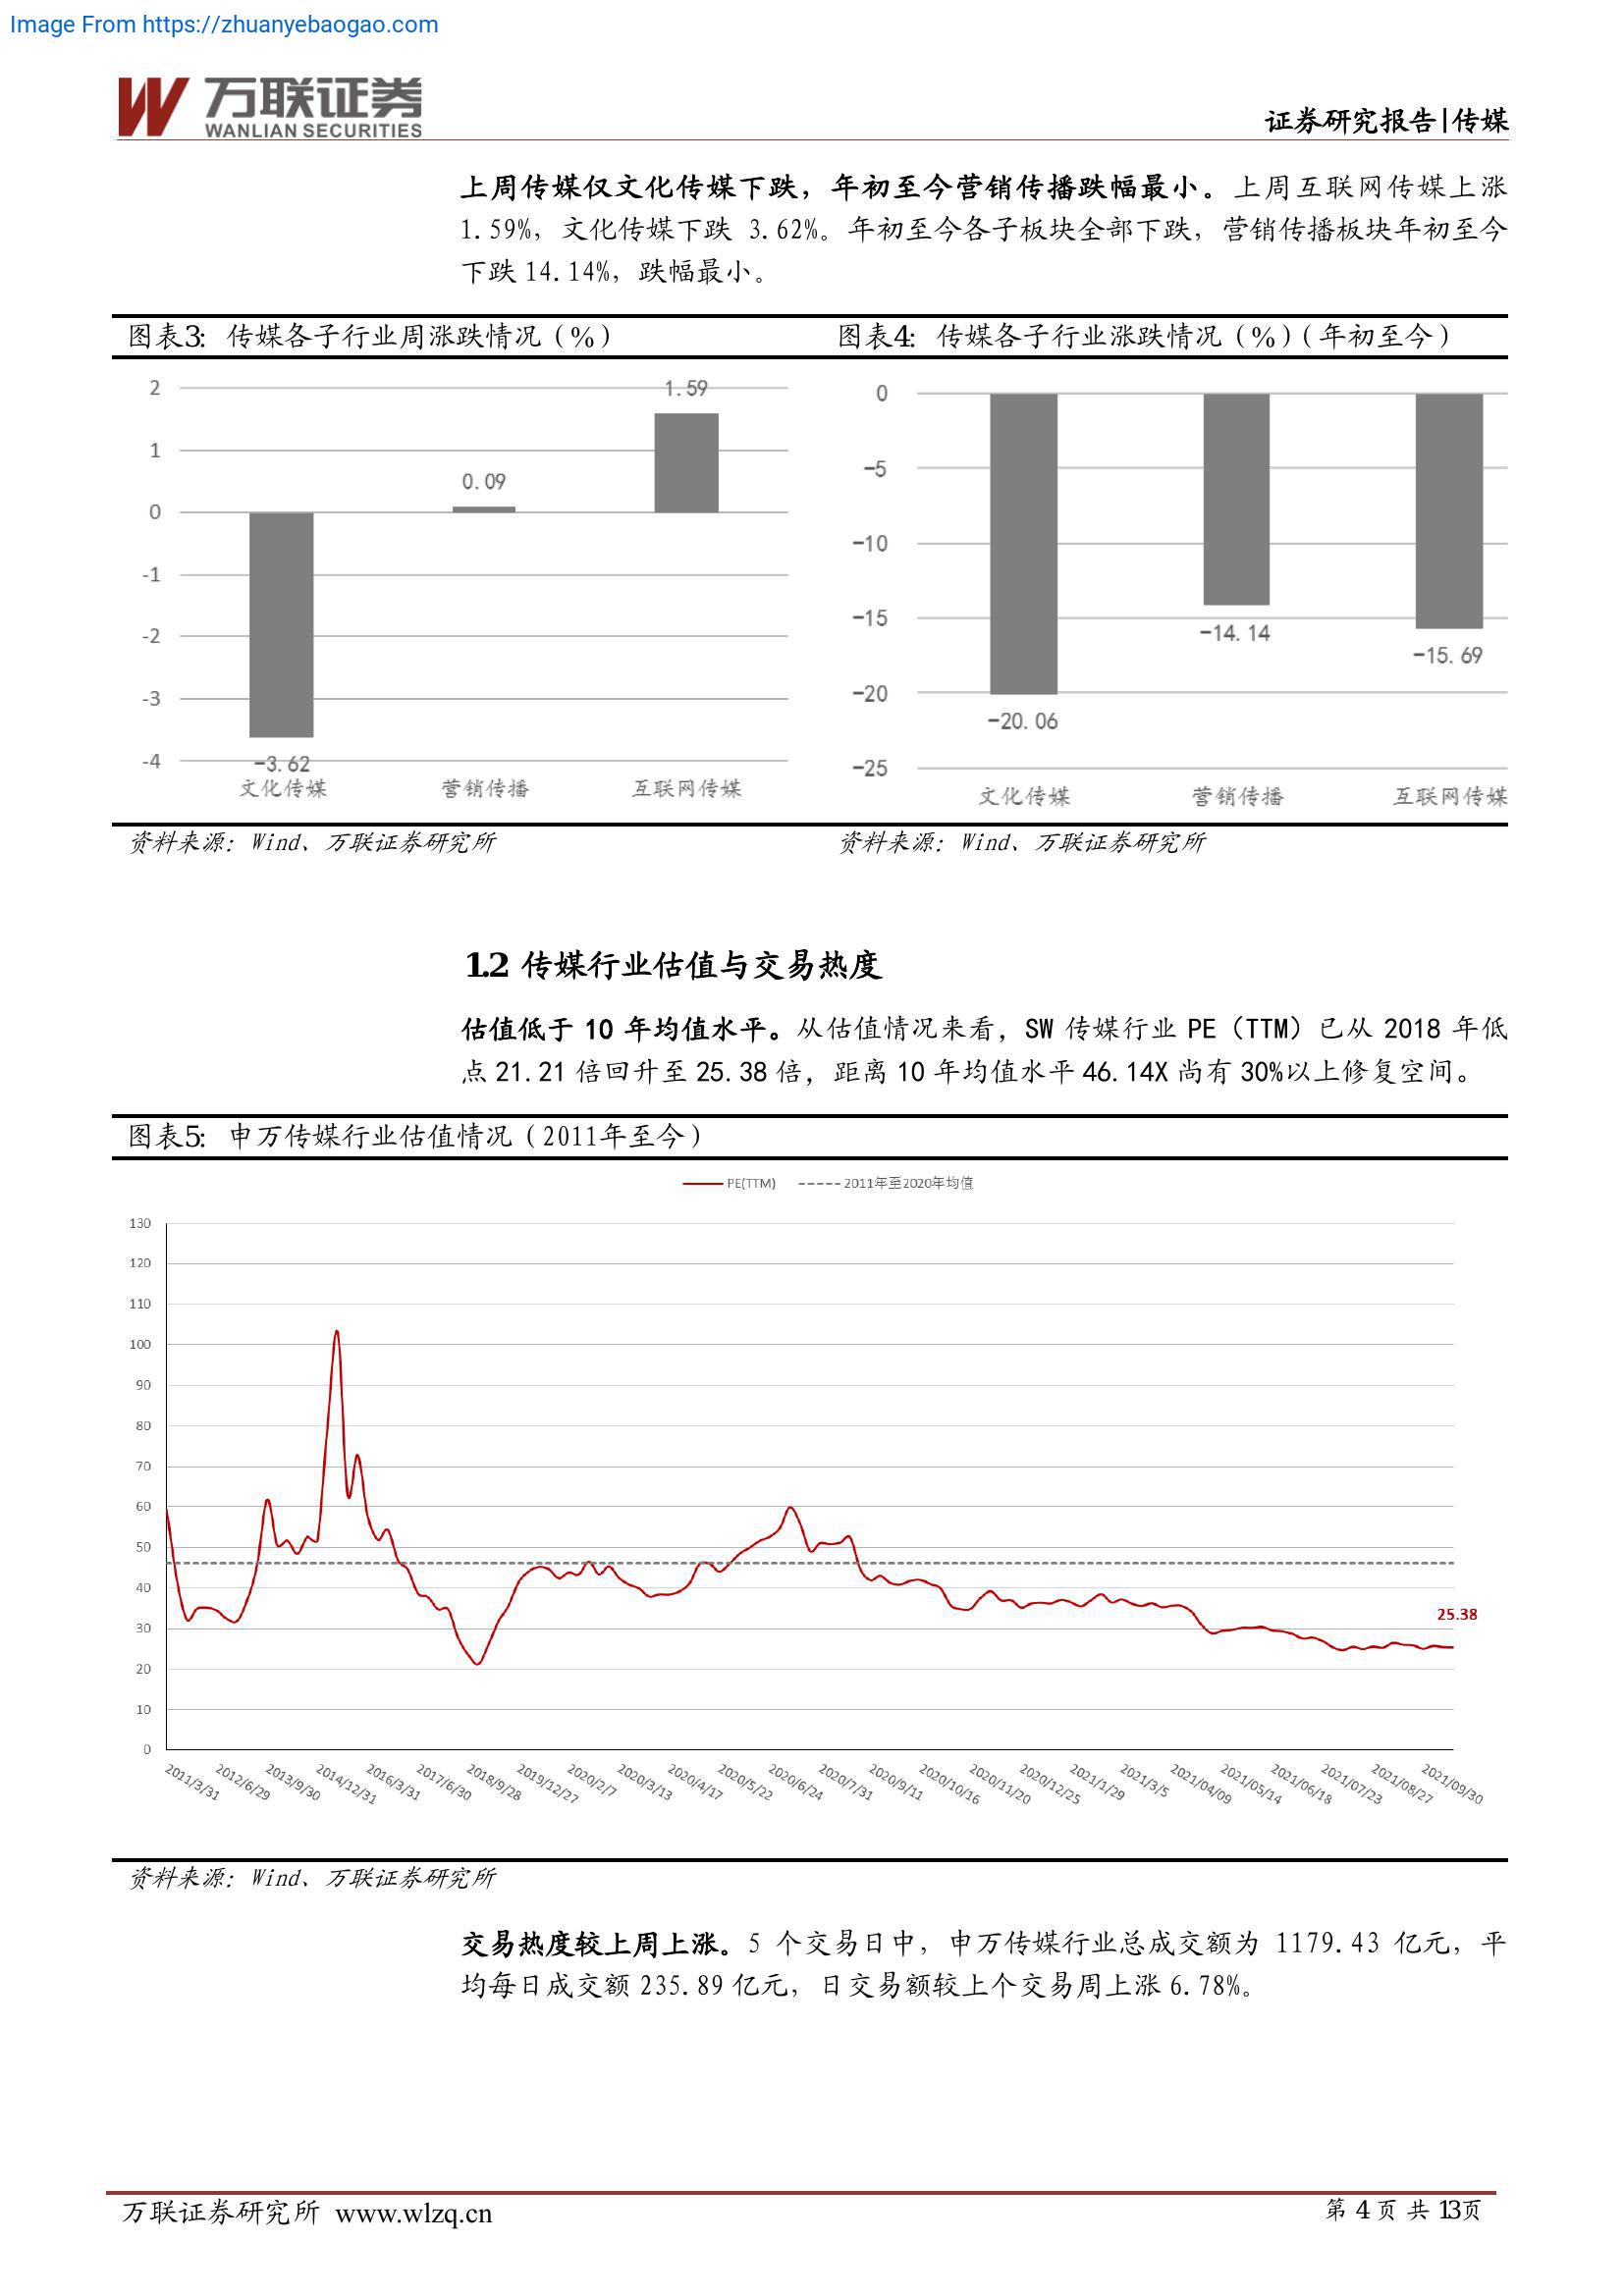 Image From https://zhuanyebaogao.com
万联证券
WANLIAN SECURITIES
证券研究报告|传媒
上周传媒仅文化传媒下跌，年初至今营销传播跌幅最小。上周互联网传媒上涨
1.59%，文化传媒下跌 3.62%。年初至今各子板块全部下跌，营销传播板块年初至今
下跌14.14%，跌幅最小。
图表3: 传媒各子行业周涨跌情况（%）
2
1
0
-1
-2
-3
-4
-3.62
0.09
1.59
文化传媒 营销传播 互联网传媒
资料来源：Wind、万联证券研究所
图表4: 传媒各子行业涨跌情况（%）（年初至今）
0
-5
-10
-15
-20
-25
-20.06
-14.14
-15.69
文化传媒 营销传播 互联网传媒
资料来源：Wind、万联证券研究所
1.2 传媒行业估值与交易热度
估值低于 10 年均值水平。从估值情况来看，SW 传媒行业 PE（TTM）已从 2018 年低
点 21.21 倍回升至 25.38 倍，距离 10 年均值水平 46.14X 尚有 30%以上修复空间。
图表5: 申万传媒行业估值情况（2011年至今）
PE(TTM) 2011年至2020年均值
130
120
110
100
90
80
70
60
50
40
30
20
10
0
25.38
2011/3/31 2012/6/29 2013/9/30 2014/12/31 2016/3/31 2017/6/30 2018/9/28 2019/12/27 2020/2/7 2020/3/13 2020/4/17 2020/5/22 2020/6/24 2020/7/31 2020/9/11 2020/10/16 2020/11/20 2020/12/25 2021/1/29 2021/3/5 2021/04/09 2021/05/14 2021/06/18 2021/07/23 2021/08/27 2021/09/30
资料来源：Wind、万联证券研究所
交易热度较上周上涨。5 个交易日中，申万传媒行业总成交额为 1179.43 亿元，平
均每日成交额 235.89 亿元，日交易额较上个交易周上涨 6.78%。
万联证券研究所 www.wlzq.cn
第 4 页 共 13 页